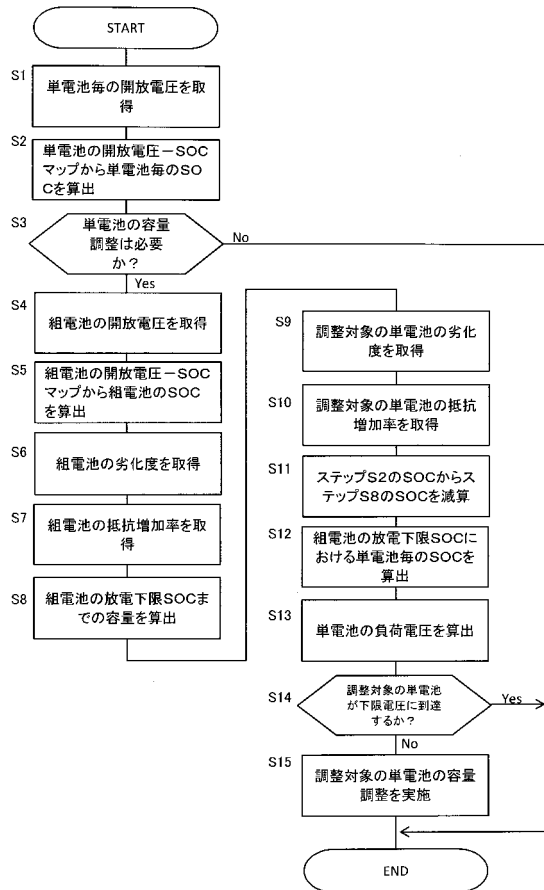 START
S1
単電池毎の開放電圧を取
得
S2
単電池の開放電圧－SOC
マップから単電池毎のSO
Cを算出
S3
単電池の容量
調整は必要
か？
No
Yes
S4
組電池の開放電圧を取得
S5
組電池の開放電圧－SOC
マップから組電池のSOC
を算出
S6
組電池の劣化度を取得
S7
組電池の抵抗増加率を取
得
S8
組電池の放電下限SOCま
での容量を算出
S9
調整対象の単電池の劣化
度を取得
S10
調整対象の単電池の抵抗
増加率を取得
S11
ステップS2のSOCからス
テップS8のSOCを減算
S12
組電池の放電下限SOCに
おける単電池毎のSOCを
算出
S13
単電池の負荷電圧を算出
S14
調整対象の単電池
が下限電圧に到達
するか？
Yes
No
S15
調整対象の単電池の容量
調整を実施
END